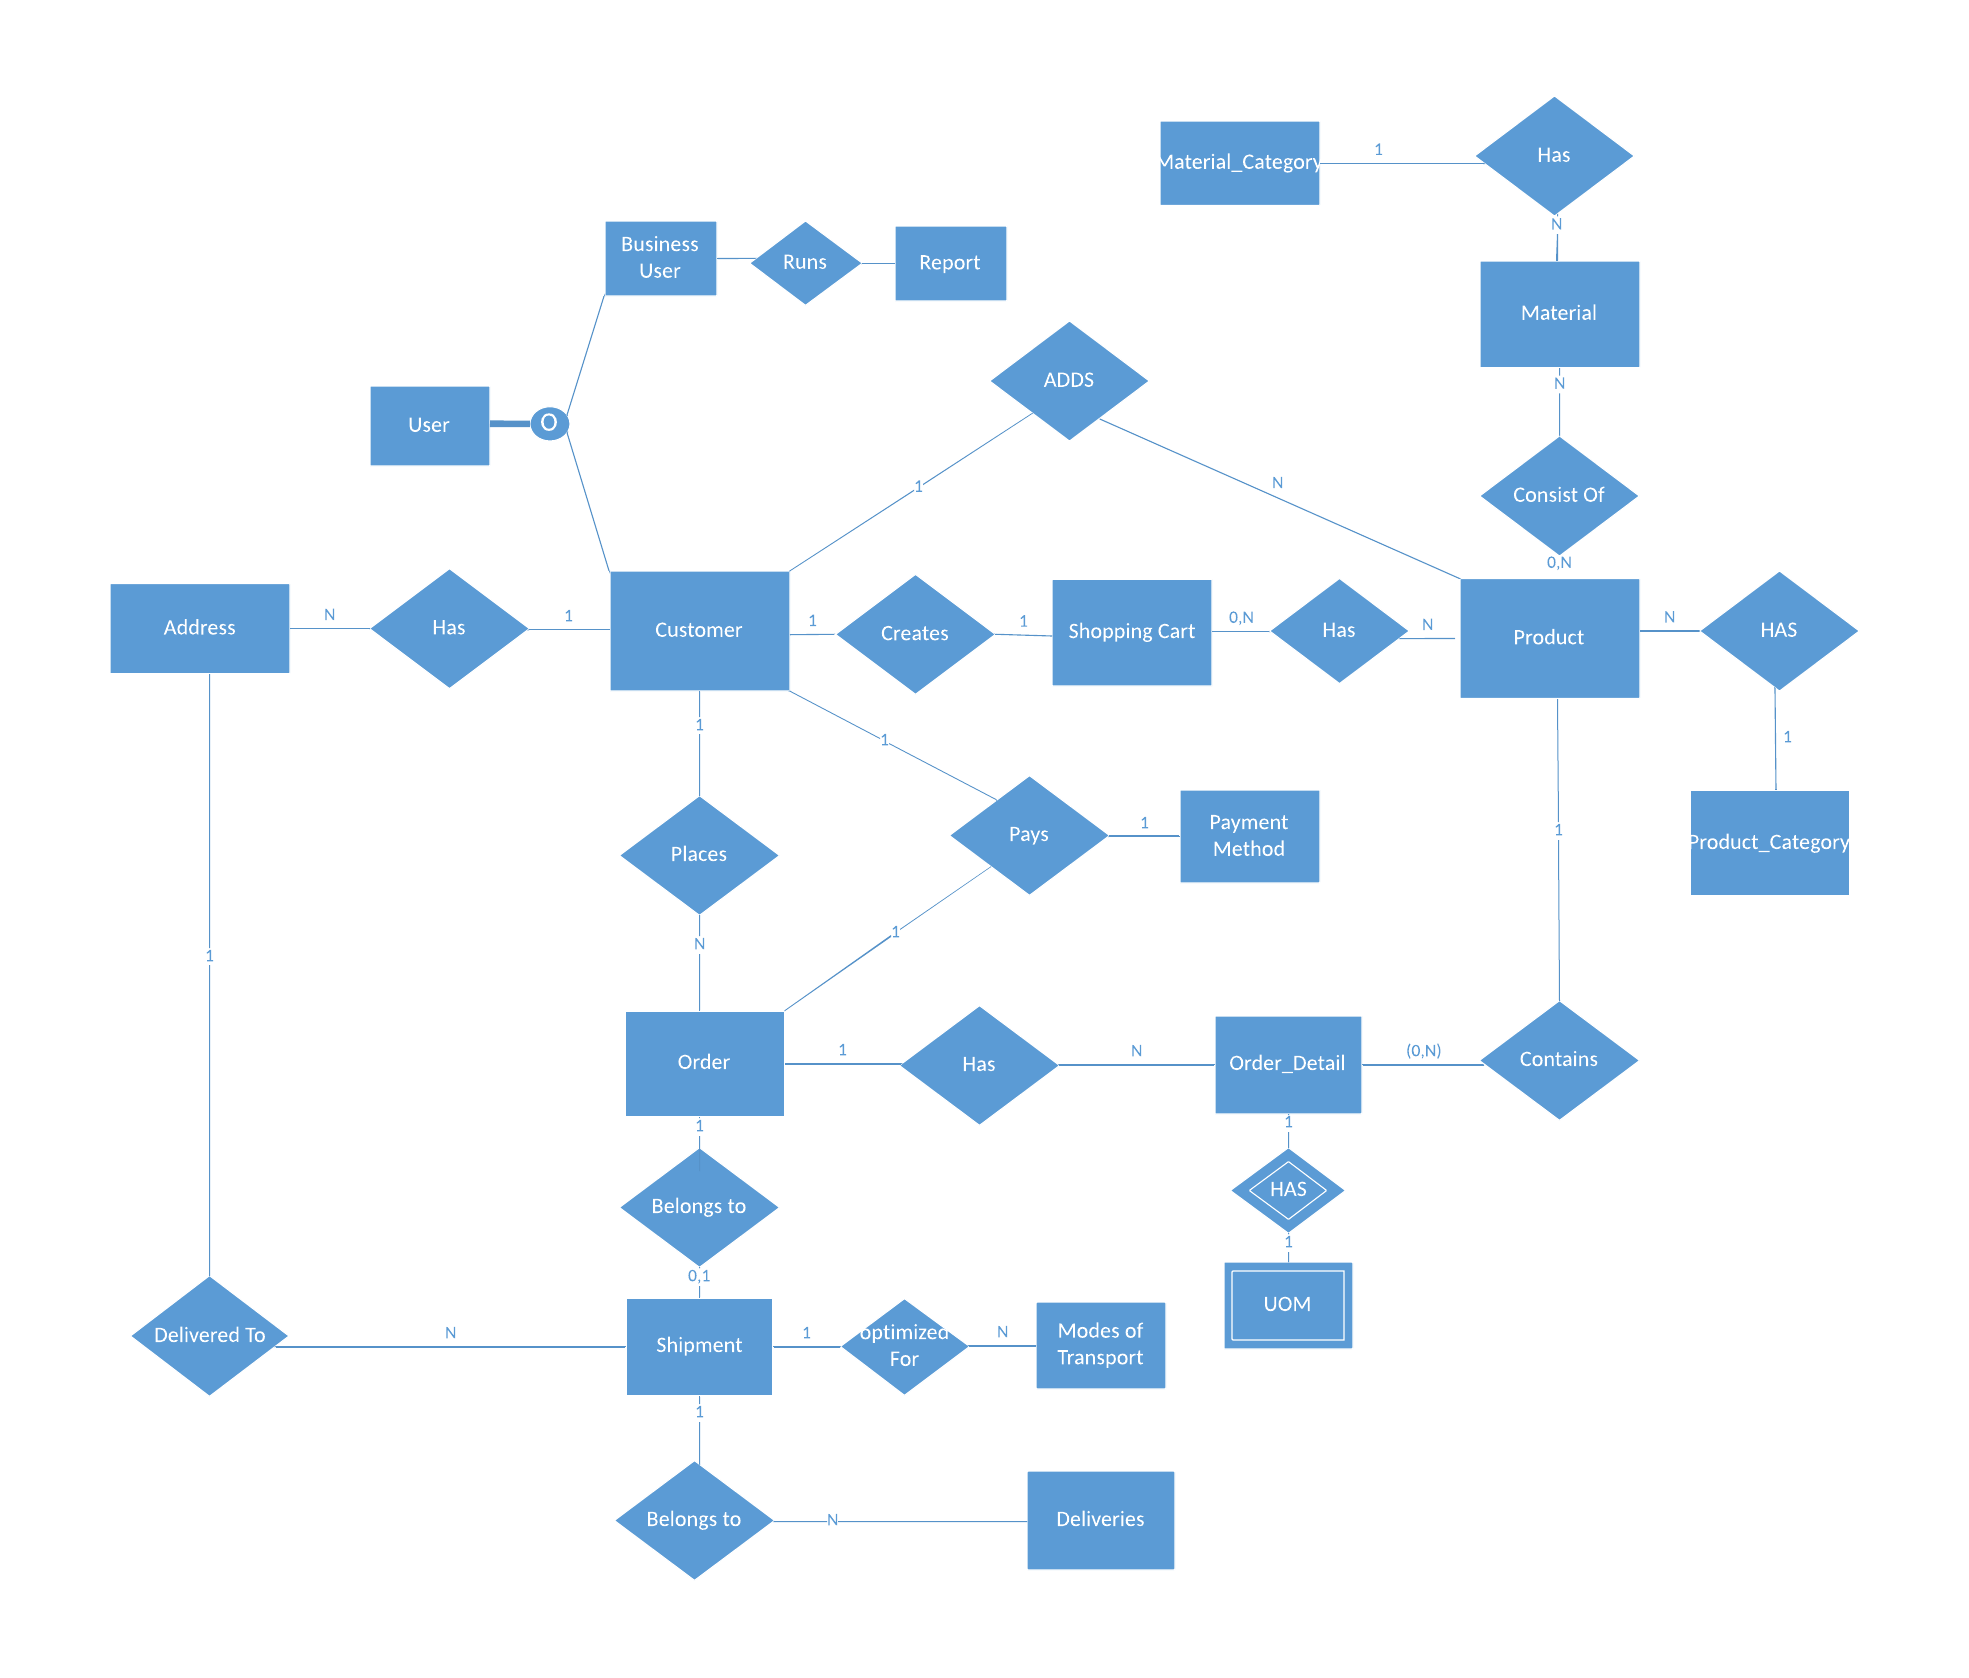 Material_Category
1
Has
N
Business
User
Runs
Report
Material
N
ADDS
User
O
1
N
Consist Of
0,N
Address
N
Has
1
Customer
1
Creates
1
Shopping Cart
0,N
Has
N
Product
N
HAS
1
1
1
Places
Pays
1
Payment
Method
1
Product_Category
N
1
1
Order
1
Has
N
Order_Detail
(0,N)
Contains
1
1
Belongs to
HAS
1
0,1
UOM
Delivered To
N
Shipment
1
optimized
For
N
Modes of
Transport
1
Belongs to
N
Deliveries